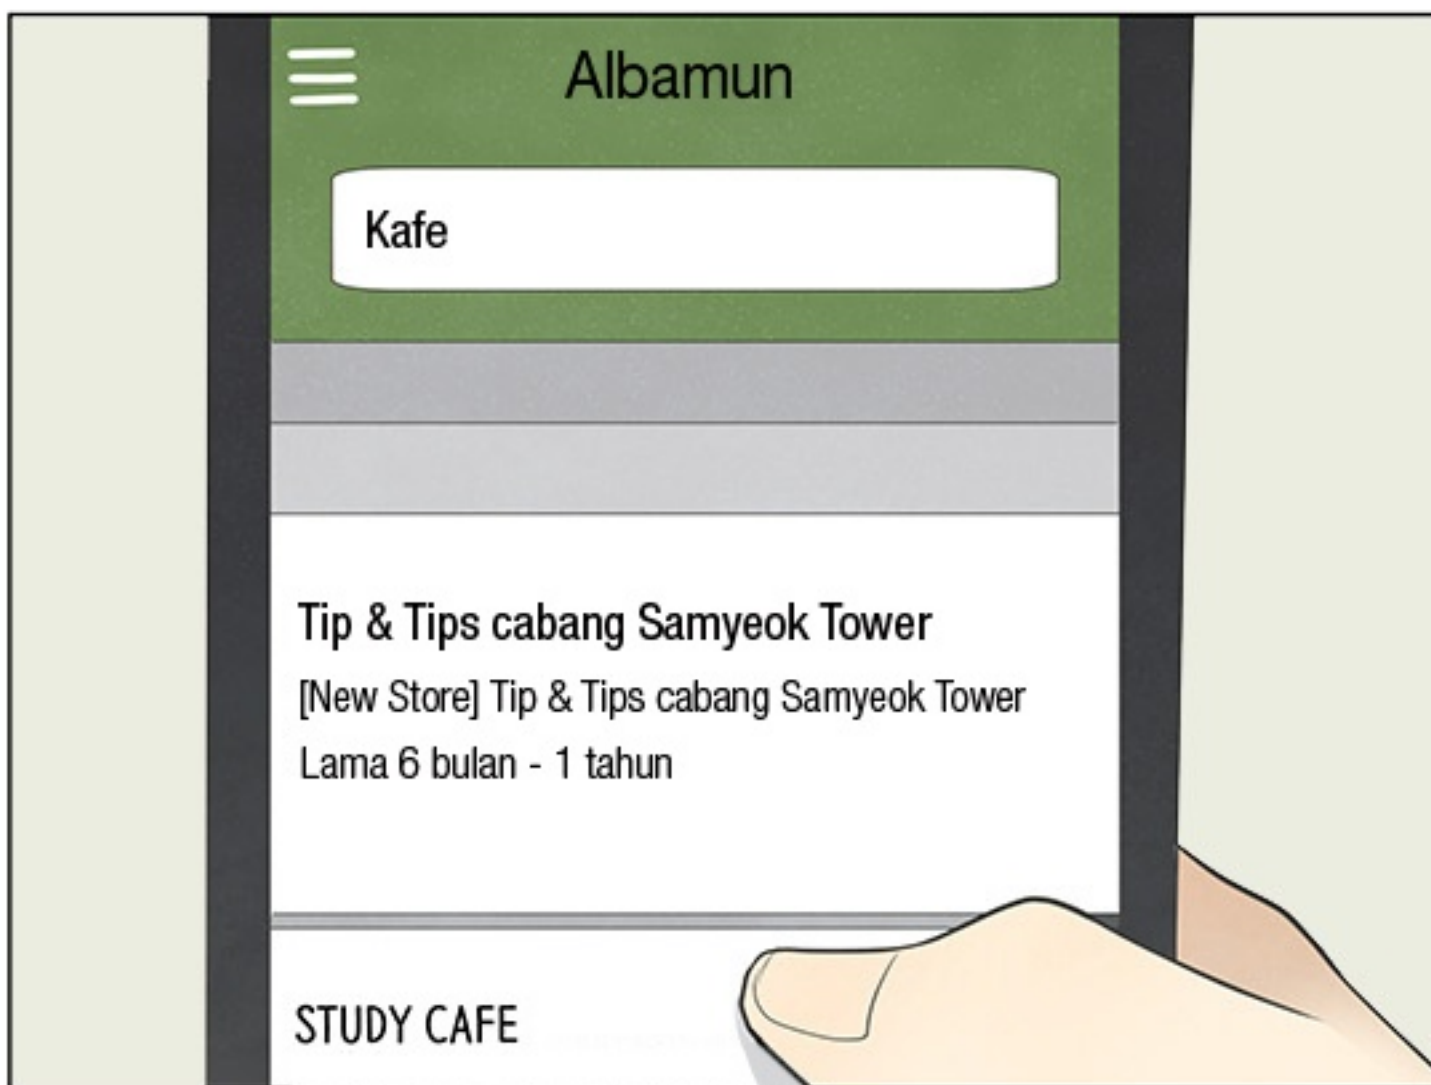 Albamun
Kafe
Tip & Tips cabang Samyeok Tower
[New Store] Tip & Tips cabang Samyeok Tower
Lama 6 bulan - 1 tahun
STUDY CAFE